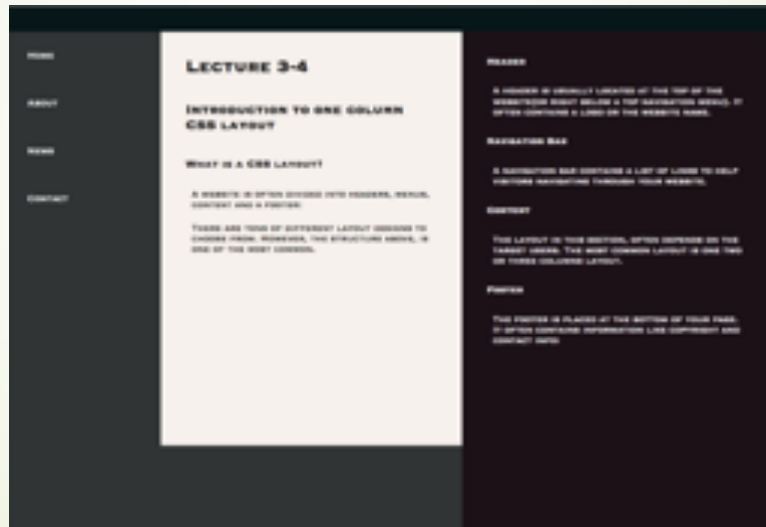 Home
About
News
Contact
Lecture 3-4
Introduction to one column
CSS layout
What is a CSS layout?
A website is often divided into headers, menus,
content and a footer:
There are tons of different layout designs to
choose from. However, the structure above, is
one of the most common.
Header
A header is usually located at the top of the
website(or right below a top navigation menu). It
often contains a logo or the website name.
Navigation Bar
A navigation bar contains a list of links to help
visitors navigating through your website.
Content
The layout in this section, often depends on the
target users. The most common layout is one two
or three columns layout.
Footer
The footer is placed at the bottom of your page.
It often contains information like copyright and
contact info: